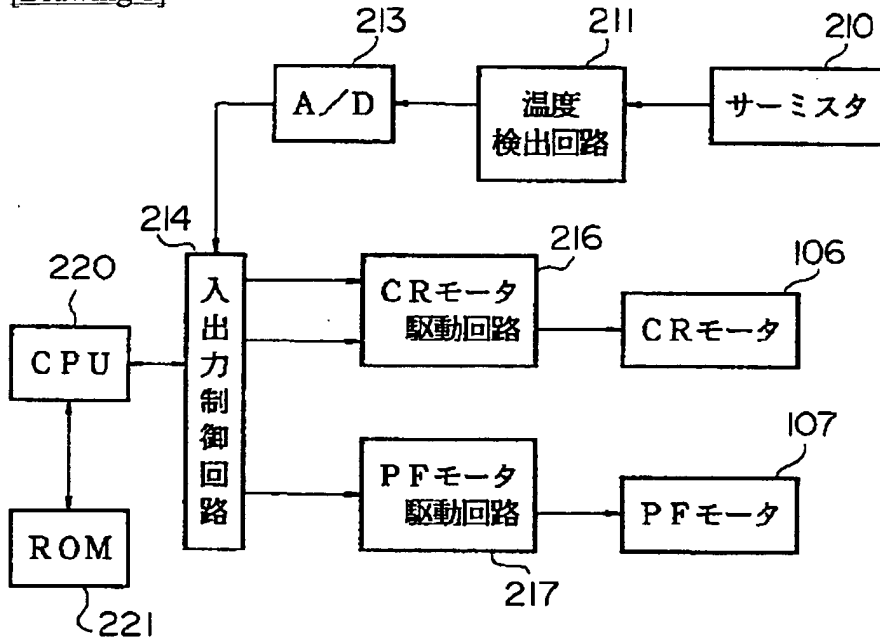 213
211
210
A/D
温度
検出回路
サーミスタ
214
216
106
220
入出力制御回路
CRモータ
駆動回路
CRモータ
CPU
107
PFモータ
駆動回路
PFモータ
ROM
217
221